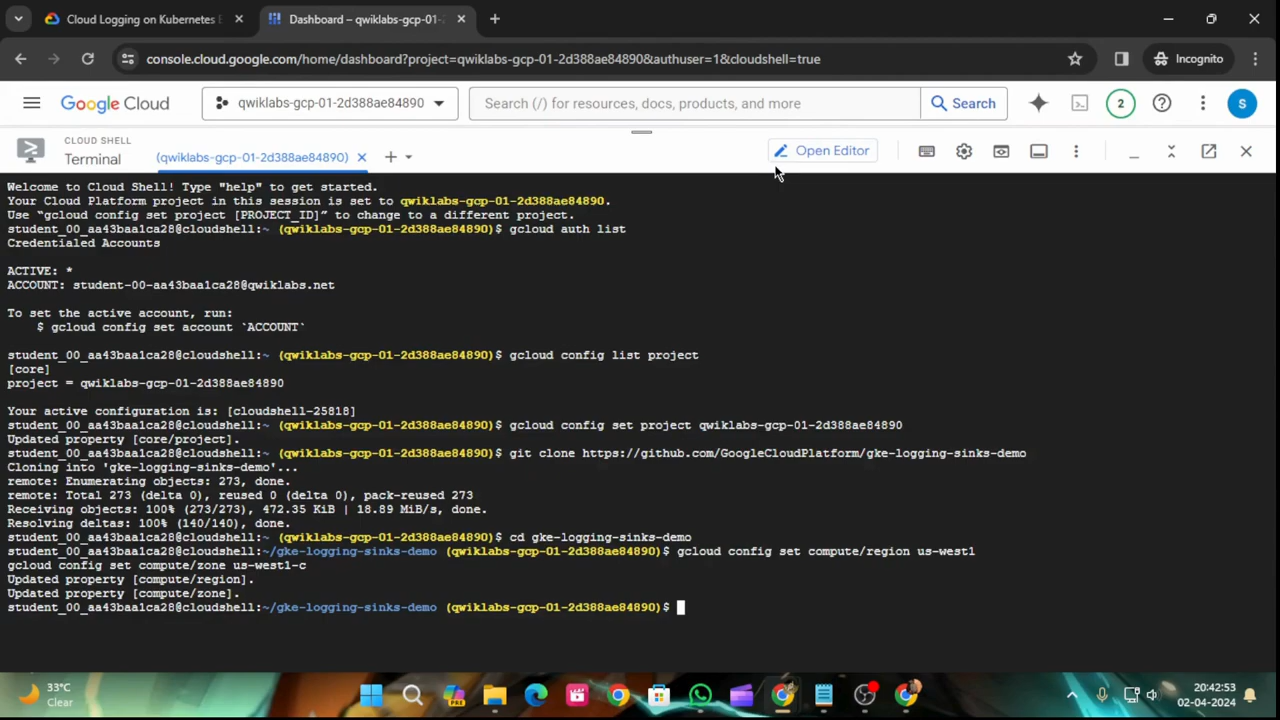 Cloud Logging on Kubernetes E
Dashboard – qwiklabs-gcp-01-2
console.cloud.google.com/home/dashboard?project=qwiklabs-gcp-01-2d388ae84890&authuser=1&cloudshell=true
Incognito
Google Cloud
qwiklabs-gcp-01-2d388ae84890
Search (/) for resources, docs, products, and more
Search
2
S
CLOUD SHELL
Terminal
(qwiklabs-gcp-01-2d388ae84890)
Open Editor
Welcome to Cloud Shell! Type "help" to get started.
Your Cloud Platform project in this session is set to qwiklabs-gcp-01-2d388ae84890.
Use “gcloud config set project [PROJECT_ID]” to change to a different project.
student_00_aa43baa1ca28@cloudshell:~ (qwiklabs-gcp-01-2d388ae84890)$ gcloud auth list
Credentialed Accounts
ACTIVE: *
ACCOUNT: student-00-aa43baa1ca28@qwiklabs.net
To set the active account, run:
$ gcloud config set account `ACCOUNT`
student_00_aa43baa1ca28@cloudshell:~ (qwiklabs-gcp-01-2d388ae84890)$ gcloud config list project
[core]
project = qwiklabs-gcp-01-2d388ae84890
Your active configuration is: [cloudshell-25818]
student_00_aa43baa1ca28@cloudshell:~ (qwiklabs-gcp-01-2d388ae84890)$ gcloud config set project qwiklabs-gcp-01-2d388ae84890
Updated property [core/project].
student_00_aa43baa1ca28@cloudshell:~ (qwiklabs-gcp-01-2d388ae84890)$ git clone https://github.com/GoogleCloudPlatform/gke-logging-sinks-demo
Cloning into 'gke-logging-sinks-demo'...
remote: Enumerating objects: 273, done.
remote: Total 273 (delta 0), reused 0 (delta 0), pack-reused 273
Receiving objects: 100% (273/273), 472.35 KiB | 18.89 MiB/s, done.
Resolving deltas: 100% (140/140), done.
student_00_aa43baa1ca28@cloudshell:~ (qwiklabs-gcp-01-2d388ae84890)$ cd gke-logging-sinks-demo
student_00_aa43baa1ca28@cloudshell:~/gke-logging-sinks-demo (qwiklabs-gcp-01-2d388ae84890)$ gcloud config set compute/region us-west1
gcloud config set compute/zone us-west1-c
Updated property [compute/region].
Updated property [compute/zone].
student_00_aa43baa1ca28@cloudshell:~/gke-logging-sinks-demo (qwiklabs-gcp-01-2d388ae84890)$
33°C
Clear
20:42:53
02-04-2024